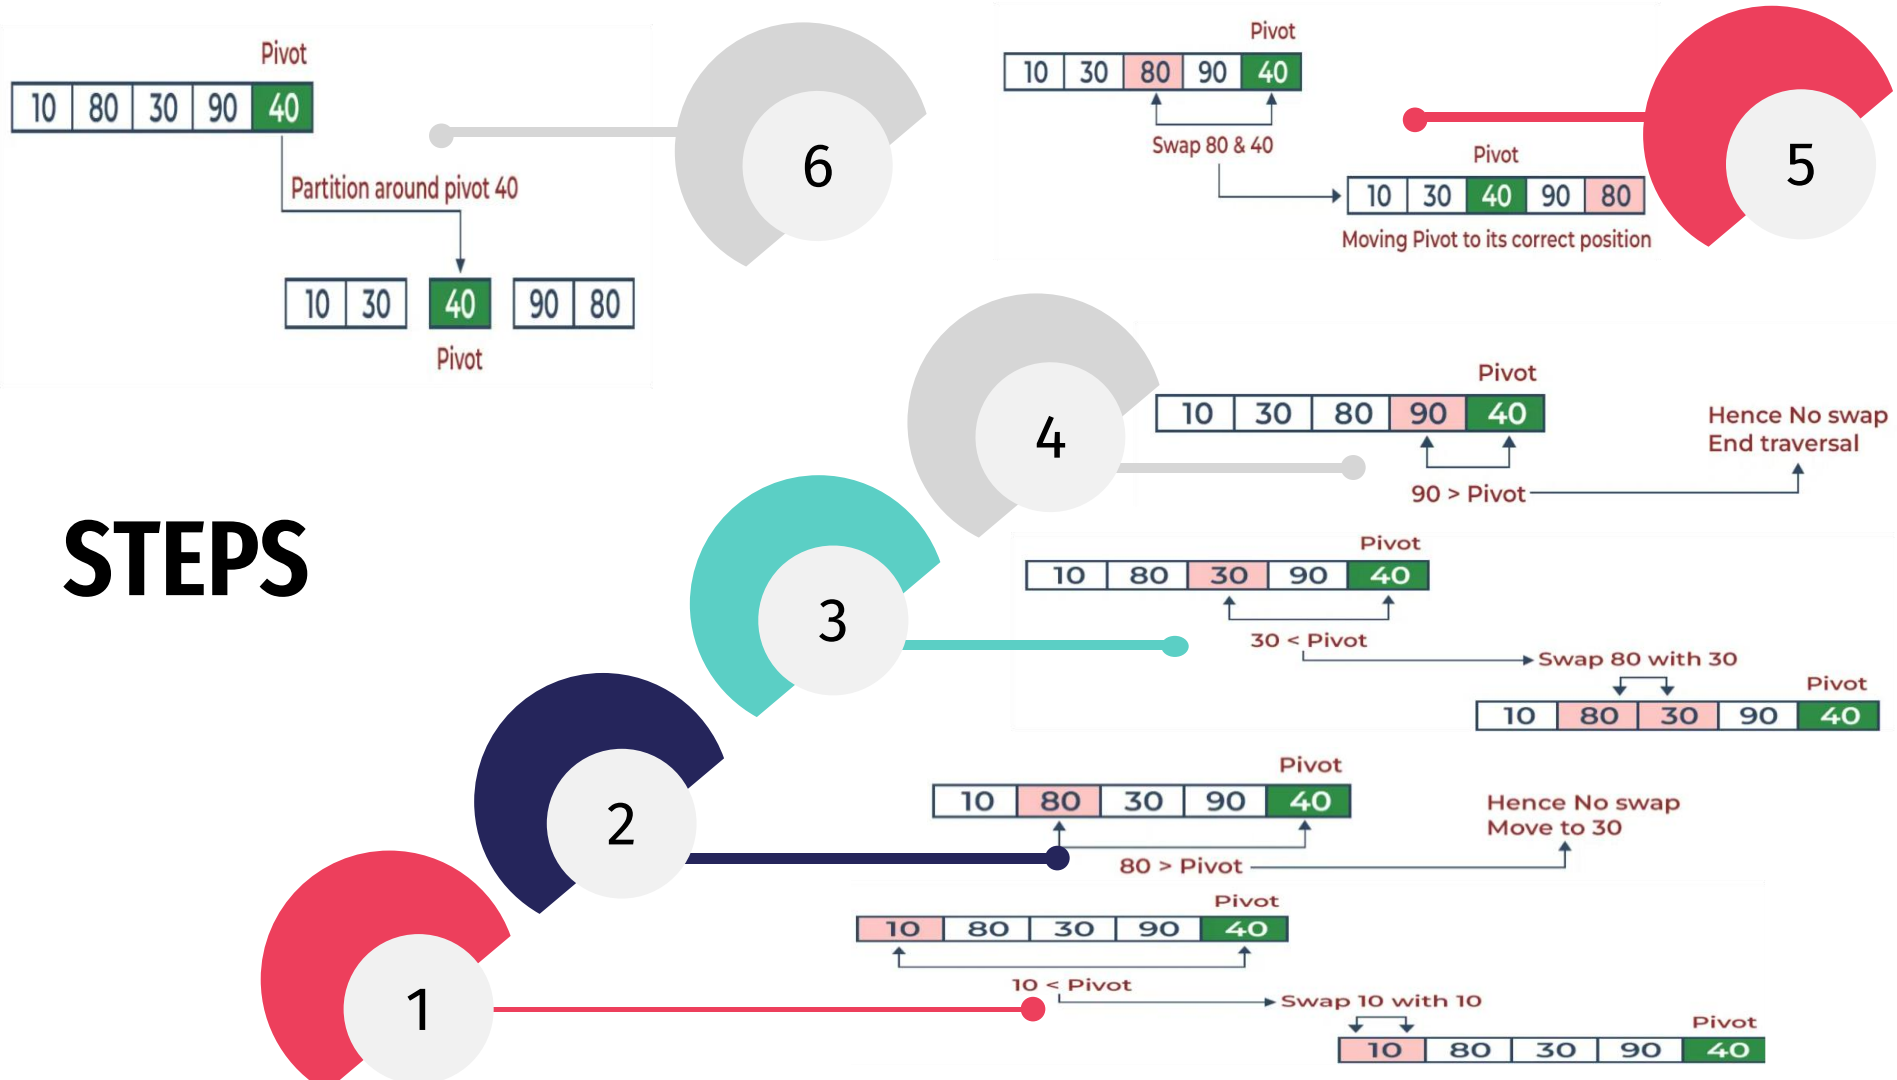 Pivot
10 80 30 90 40
Partition around pivot 40
10 30 40 90 80
Pivot
6
Pivot
10 30 80 90 40
Swap 80 & 40
Pivot
10 30 40 90 80
Moving Pivot to its correct position
5
4
Pivot
10 30 80 90 40
90 > Pivot
Hence No swap
End traversal
STEPS
3
Pivot
10 80 30 90 40
30 < Pivot
Swap 80 with 30
Pivot
10 80 30 90 40
2
Pivot
10 80 30 90 40
80 > Pivot
Hence No swap
Move to 30
1
Pivot
10 80 30 90 40
10 < Pivot
Swap 10 with 10
Pivot
10 80 30 90 40